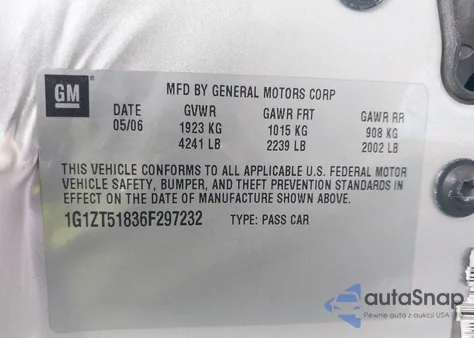 GM
MFD BY GENERAL MOTORS CORP
DATE GVWR GAWR FRT GAWR RR
05/06 1923 KG 1015 KG 908 KG
4241 LB 2239 LB 2002 LB
THIS VEHICLE CONFORMS TO ALL APPLICABLE U.S. FEDERAL MOTOR
VEHICLE SAFETY, BUMPER, AND THEFT PREVENTION STANDARDS IN
EFFECT ON THE DATE OF MANUFACTURE SHOWN ABOVE.
1G1ZT51836F297232 TYPE: PASS CAR
autoSnap
Pewne auta z aukcji USA